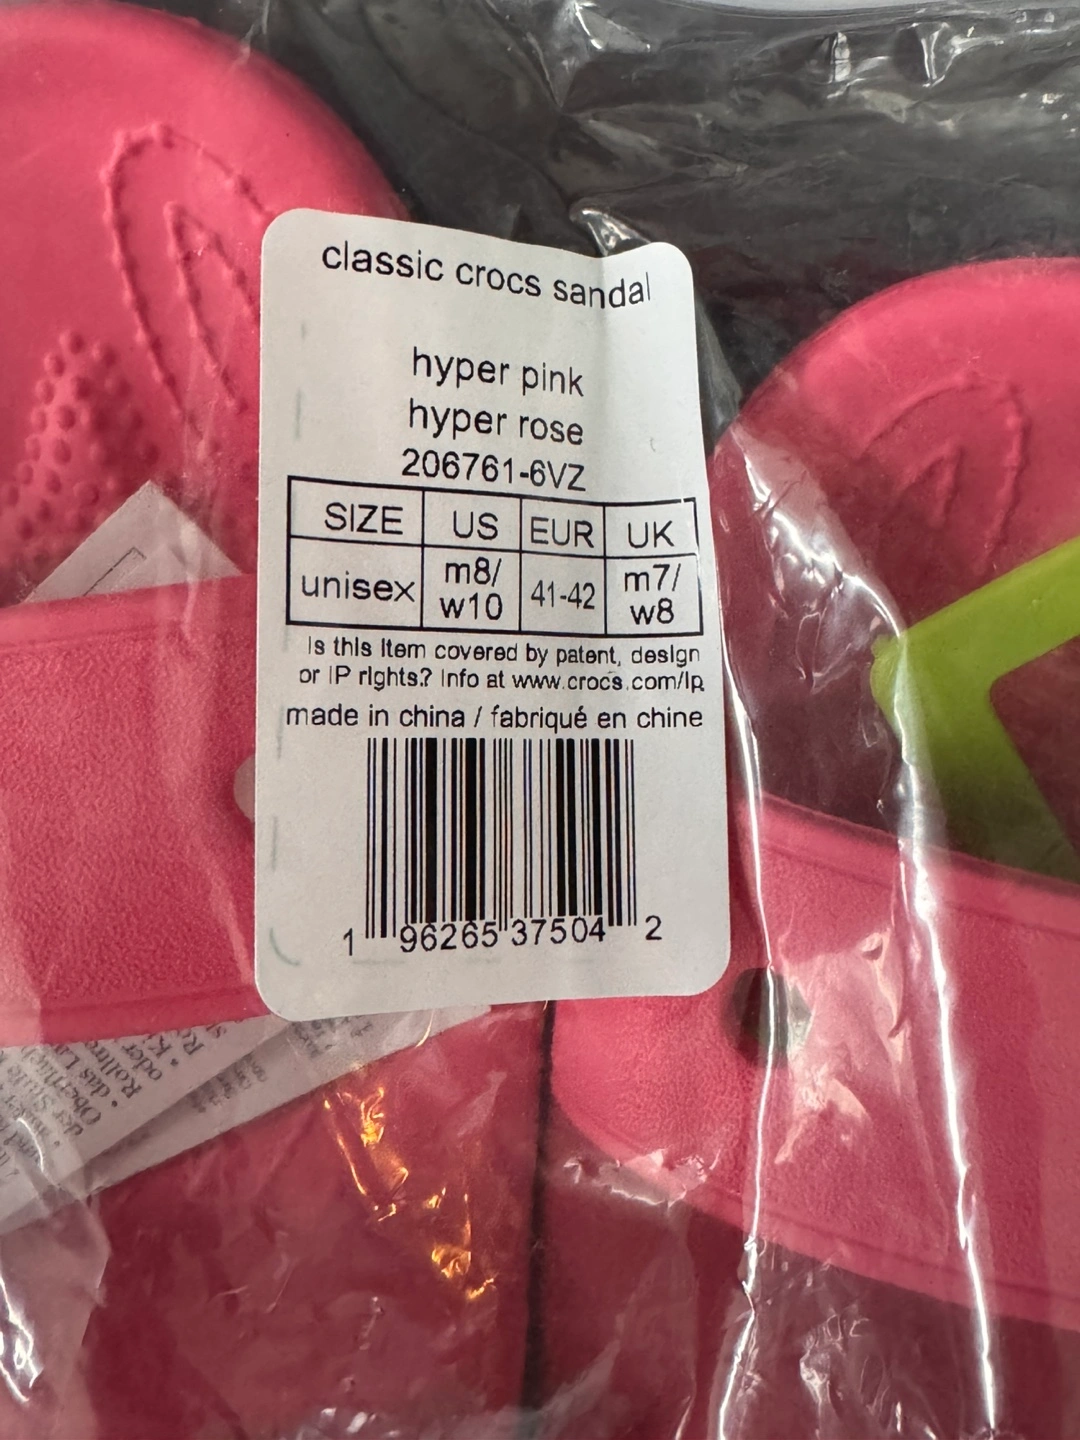 classic crocs sandal
hyper pink
hyper rose
206761-6VZ
SIZE US EUR UK
unisex m8/ w10 41-42 m7/ w8
Is this item covered by patent, design
or IP rights? Info at www.crocs.com/ip
made in china / fabriqué en chine
1 96265 37504 2
oder